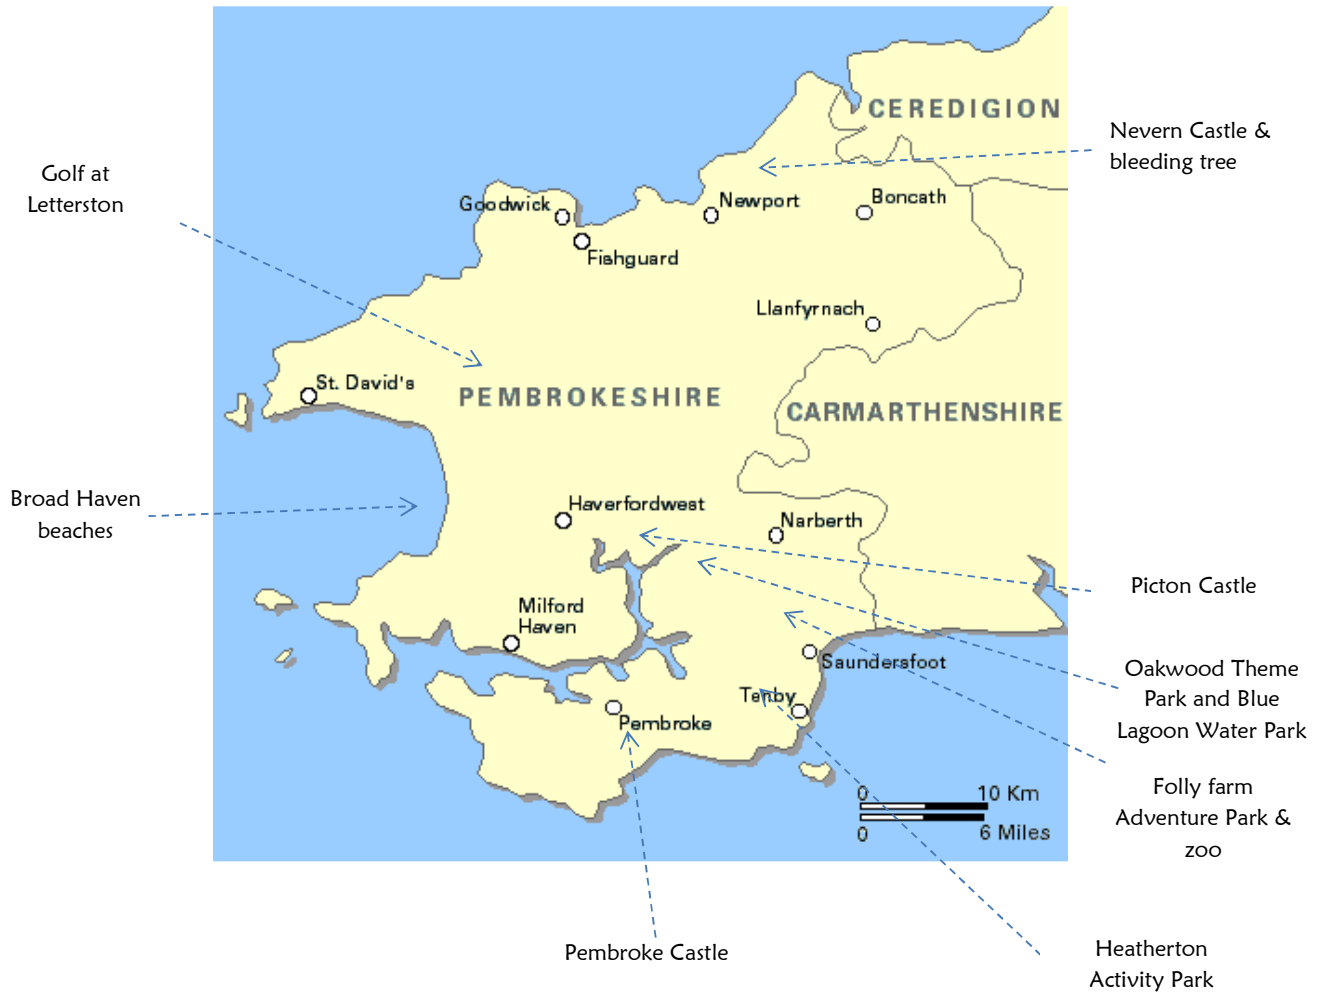 CEREDIGION
Nevern Castle &
bleeding tree
Golf at
Letterston
Goodwick
Newport
Boncath
Fishguard
Llanfyrnach
St. David's
PEMBROKESHIRE
CARMARTHENSHIRE
Broad Haven
beaches
Haverfordwest
Narberth
Picton Castle
Milford
Haven
Saundersfoot
Oakwood Theme
Park and Blue
Lagoon Water Park
Tenby
Pembroke
0 10 Km
0 6 Miles
Folly farm
Adventure Park &
zoo
Pembroke Castle
Heatherton
Activity Park